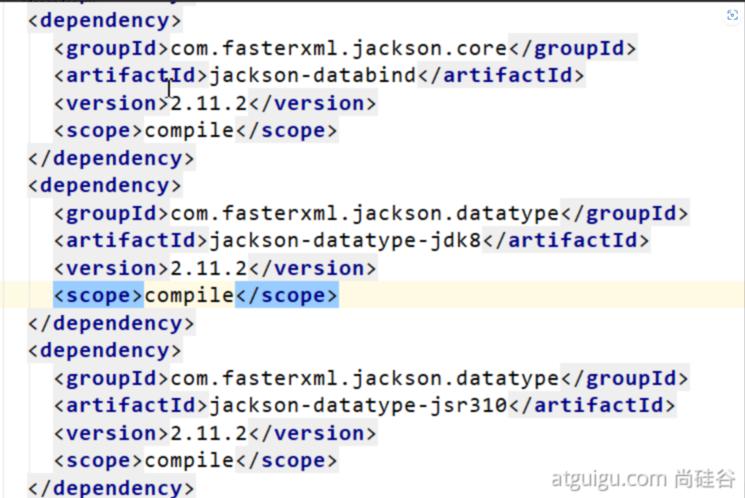 <dependency>
<groupId>com.fasterxml.jackson.core</groupId>
<artifactId>jackson-databind</artifactId>
<version>2.11.2</version>
<scope>compile</scope>
</dependency>
<dependency>
<groupId>com.fasterxml.jackson.datatype</groupId>
<artifactId>jackson-datatype-jdk8</artifactId>
<version>2.11.2</version>
<scope>compile</scope>
</dependency>
<dependency>
<groupId>com.fasterxml.jackson.datatype</groupId>
<artifactId>jackson-datatype-jsr310</artifactId>
<version>2.11.2</version>
<scope>compile</scope>
</dependency>
atguigu.com 尚硅谷